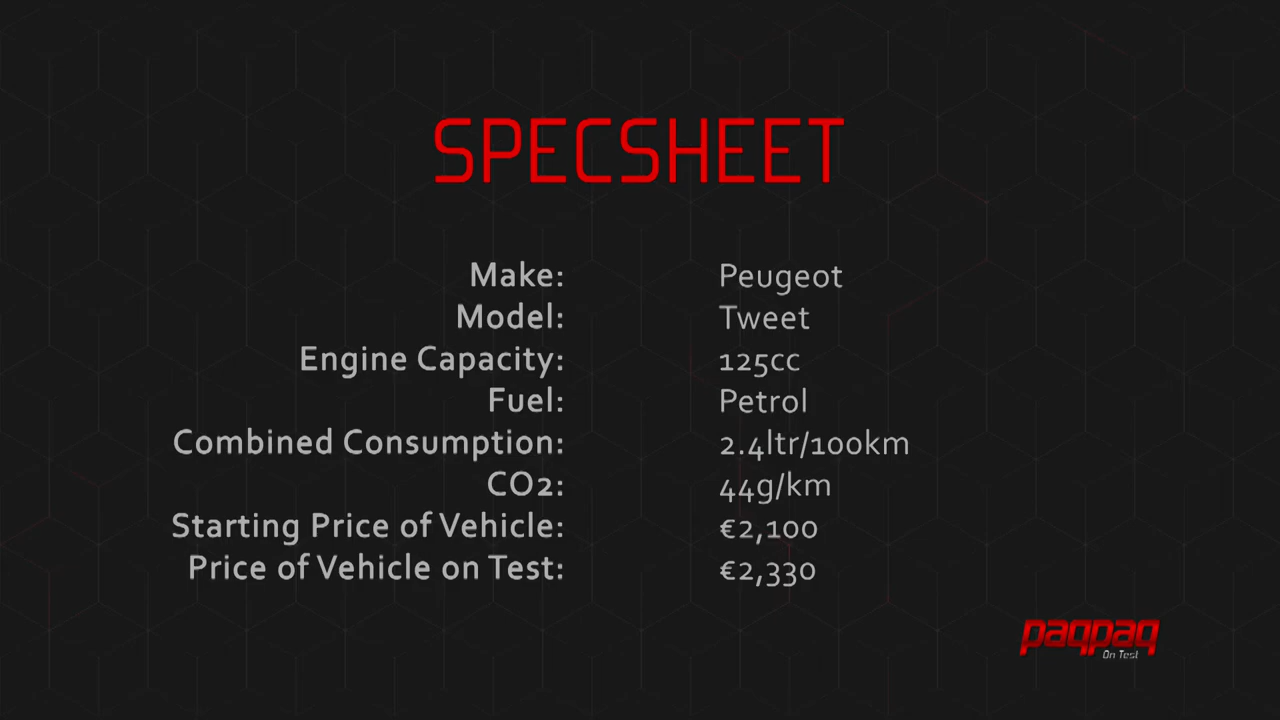 SPECSHEET
Make: Peugeot
Model: Tweet
Engine Capacity: 125cc
Fuel: Petrol
Combined Consumption: 2.4ltr/100km
CO2: 44g/km
Starting Price of Vehicle: €2,100
Price of Vehicle on Test: €2,330
paqpaq
On Test